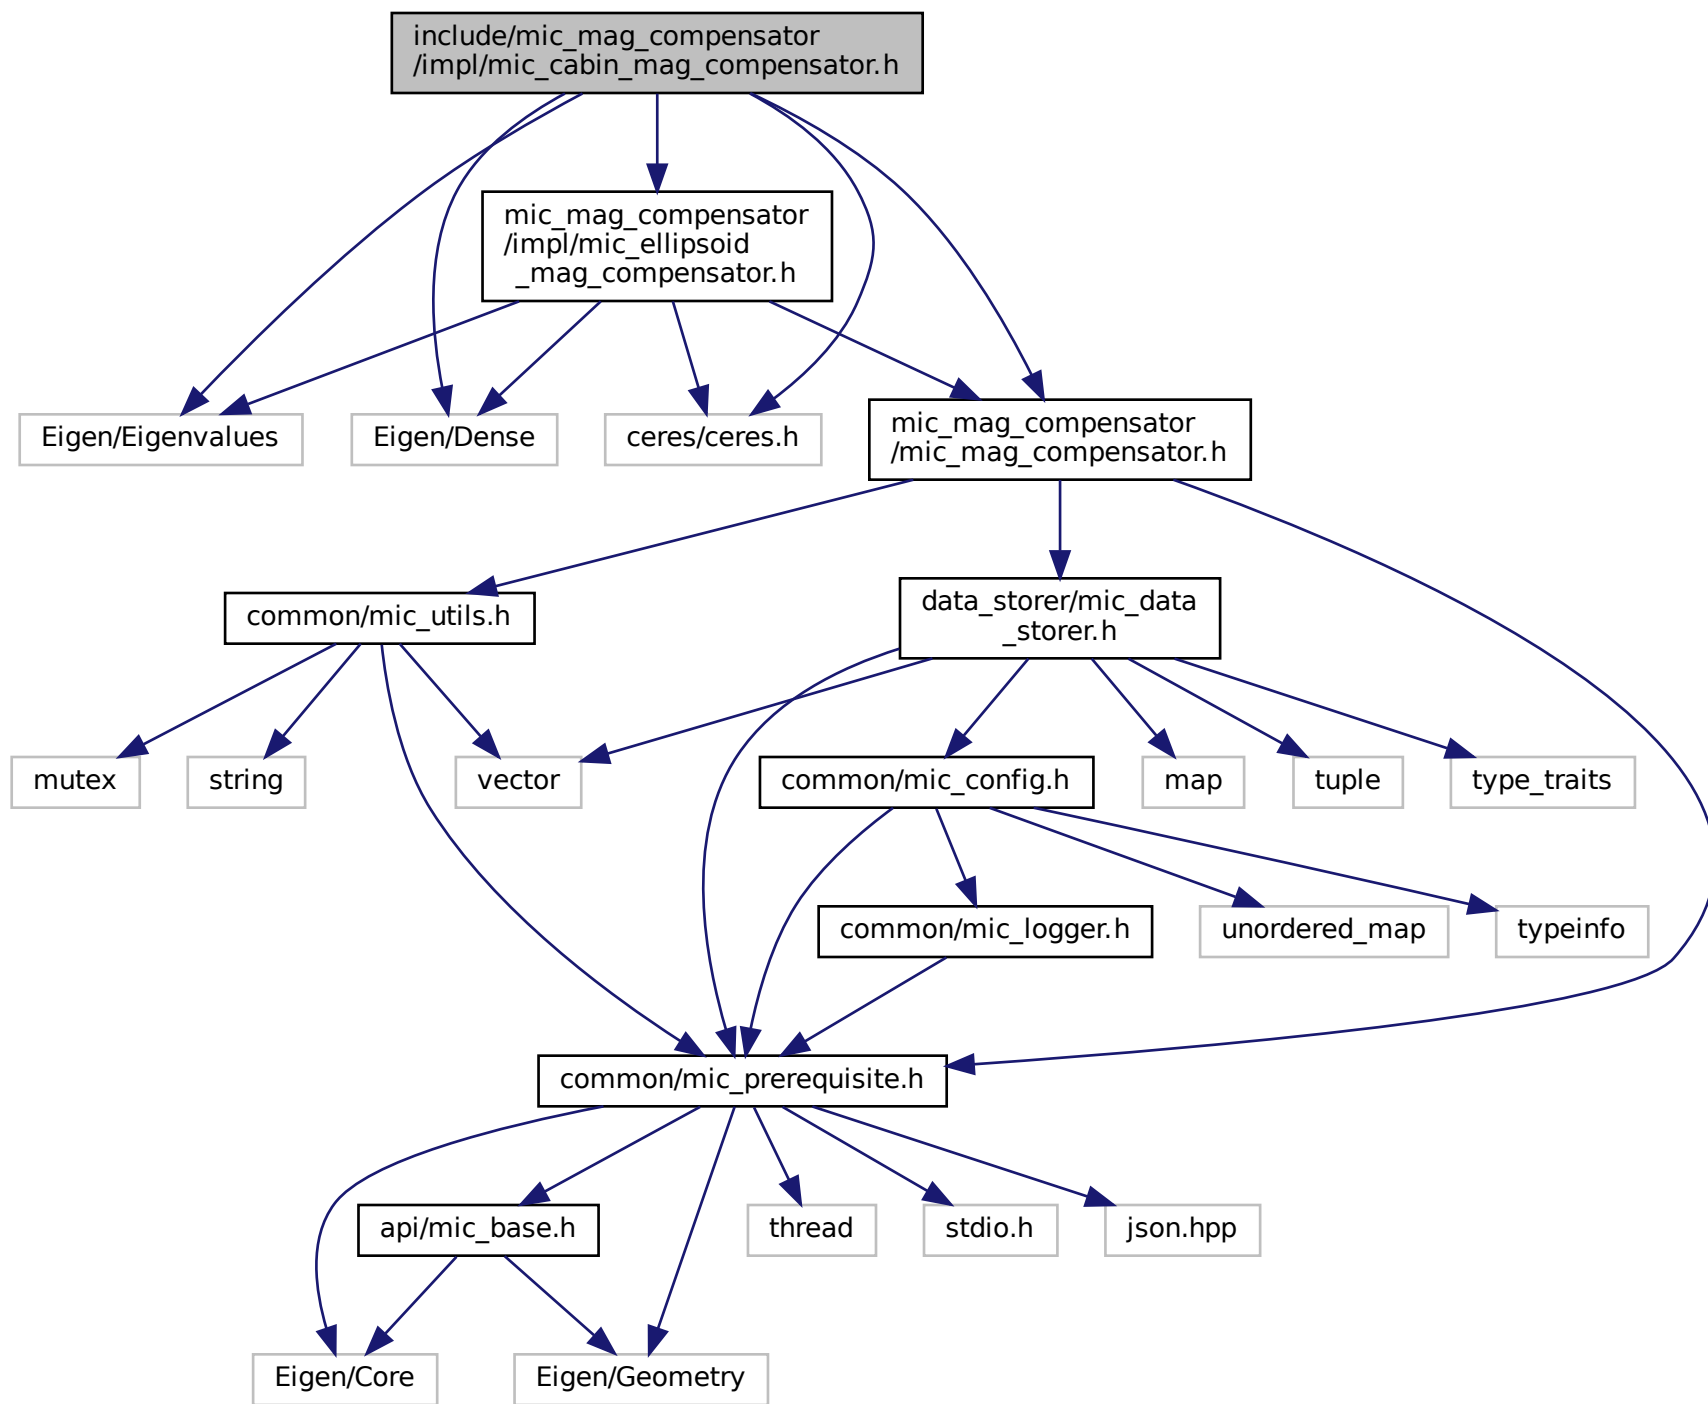 include/mic_mag_compensator
/impl/mic_cabin_mag_compensator.h
mic_mag_compensator
/impl/mic_ellipsoid
_mag_compensator.h
Eigen/Eigenvalues
Eigen/Dense
ceres/ceres.h
mic_mag_compensator
/mic_mag_compensator.h
common/mic_utils.h
data_storer/mic_data
_storer.h
mutex
string
vector
common/mic_config.h
map
tuple
type_traits
common/mic_logger.h
unordered_map
typeinfo
common/mic_prerequisite.h
api/mic_base.h
thread
stdio.h
json.hpp
Eigen/Core
Eigen/Geometry